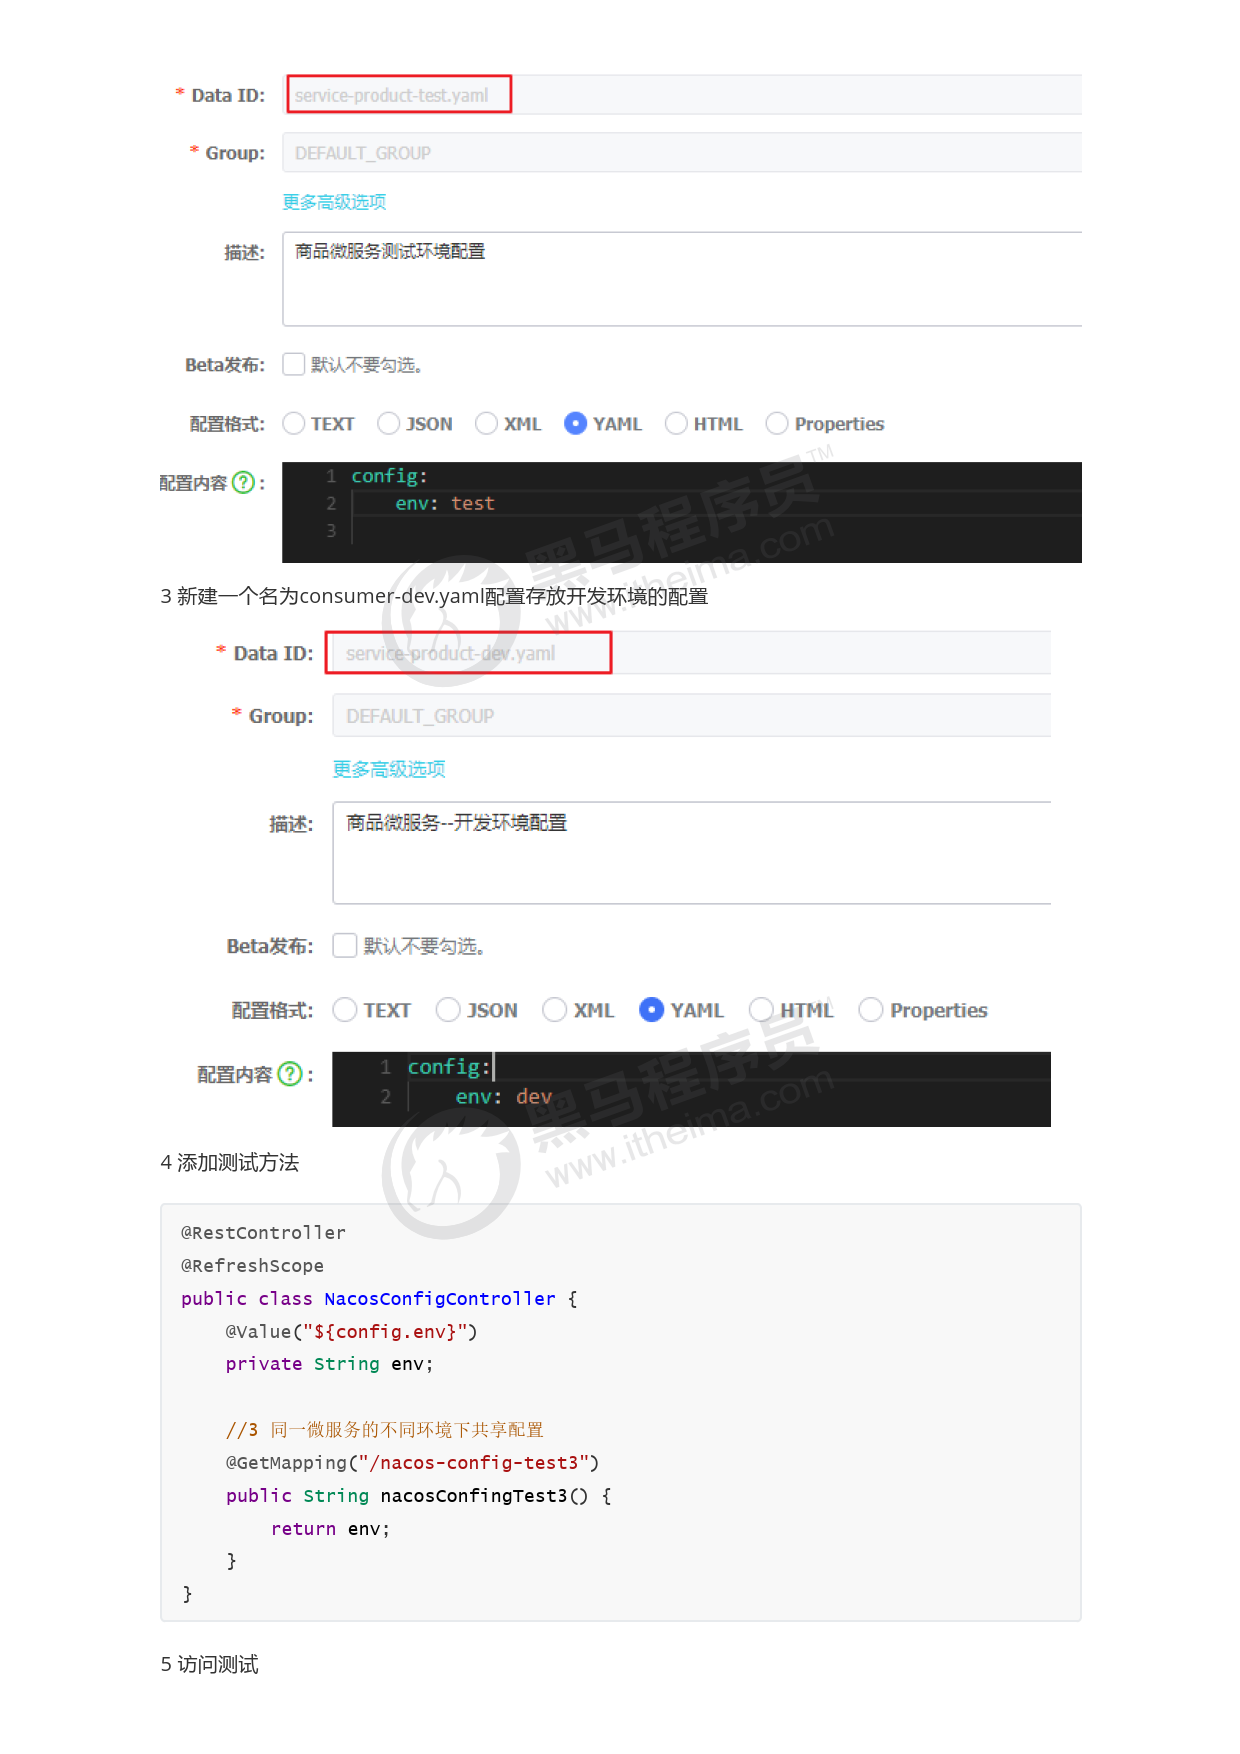 * Data ID: service-product-test.yaml
* Group: DEFAULT_GROUP
更多高级选项
描述: 商品微服务测试环境配置
Beta发布: 默认不要勾选。
配置格式: TEXT JSON XML YAML HTML Properties
配置内容 ? :
1 config:
2 env: test
3
黑马程序员™
www.itheima.com
3 新建一个名为consumer-dev.yaml配置存放开发环境的配置
* Data ID: service-product-dev.yaml
* Group: DEFAULT_GROUP
更多高级选项
描述: 商品微服务--开发环境配置
Beta发布: 默认不要勾选。
配置格式: TEXT JSON XML YAML HTML Properties
配置内容 ? :
1 config:
2 env: dev
黑马程序员™
www.itheima.com
4 添加测试方法
@RestController
@RefreshScope
public class NacosConfigController {
@Value("${config.env}")
private String env;
//3 同一微服务的不同环境下共享配置
@GetMapping("/nacos-config-test3")
public String nacosConfingTest3() {
return env;
}
}
5 访问测试